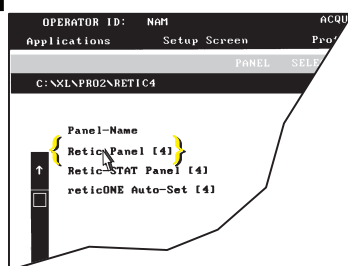 OPERATOR ID: NAM ACQU
Applications Setup Screen Pro
PANEL SELE
C:\XL\PRO2\RETIC4
Panel-Name
Retic Panel [4]
Retic-STAT Panel [4]
reticONE Auto-Set [4]